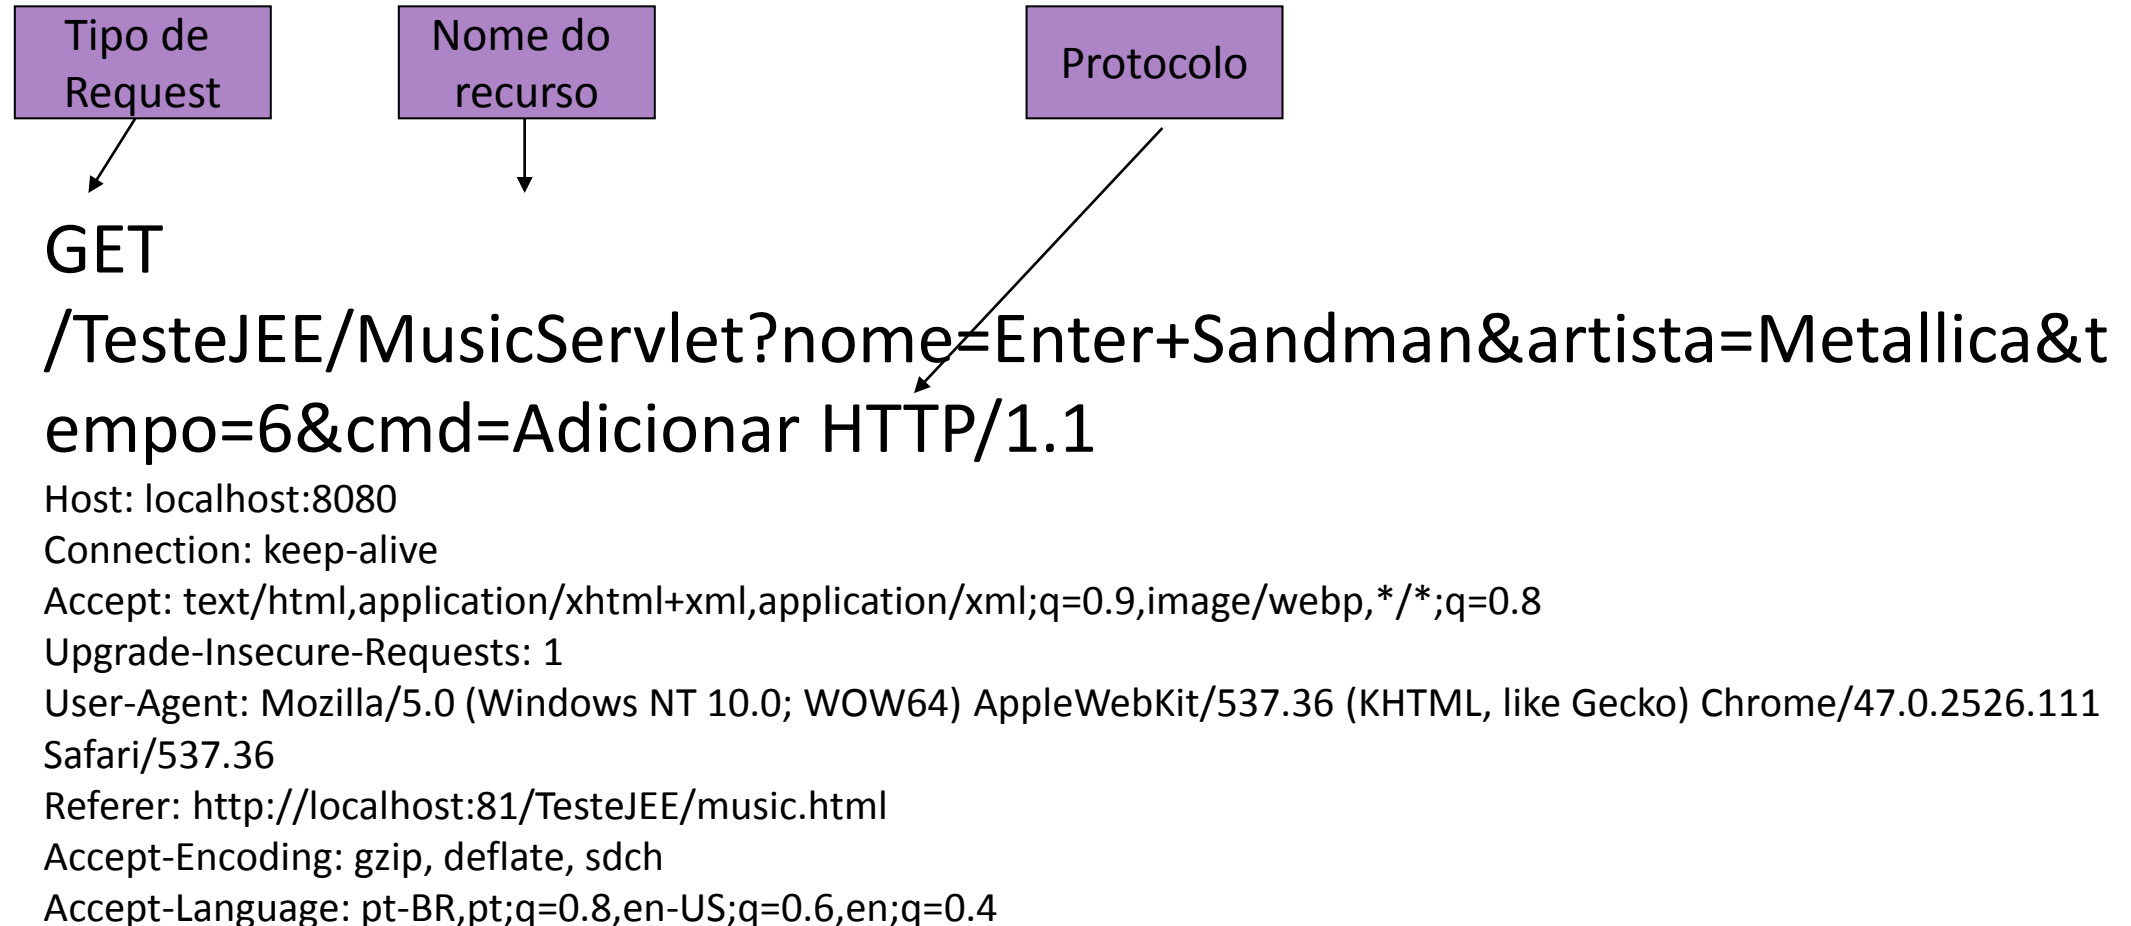 Tipo de
Request
Nome do
recurso
Protocolo
GET
/TesteJEE/MusicServlet?nome=Enter+Sandman&artista=Metallica&t
empo=6&cmd=Adicionar HTTP/1.1
Host: localhost:8080
Connection: keep-alive
Accept: text/html,application/xhtml+xml,application/xml;q=0.9,image/webp,*/*;q=0.8
Upgrade-Insecure-Requests: 1
User-Agent: Mozilla/5.0 (Windows NT 10.0; WOW64) AppleWebKit/537.36 (KHTML, like Gecko) Chrome/47.0.2526.111
Safari/537.36
Referer: http://localhost:81/TesteJEE/music.html
Accept-Encoding: gzip, deflate, sdch
Accept-Language: pt-BR,pt;q=0.8,en-US;q=0.6,en;q=0.4